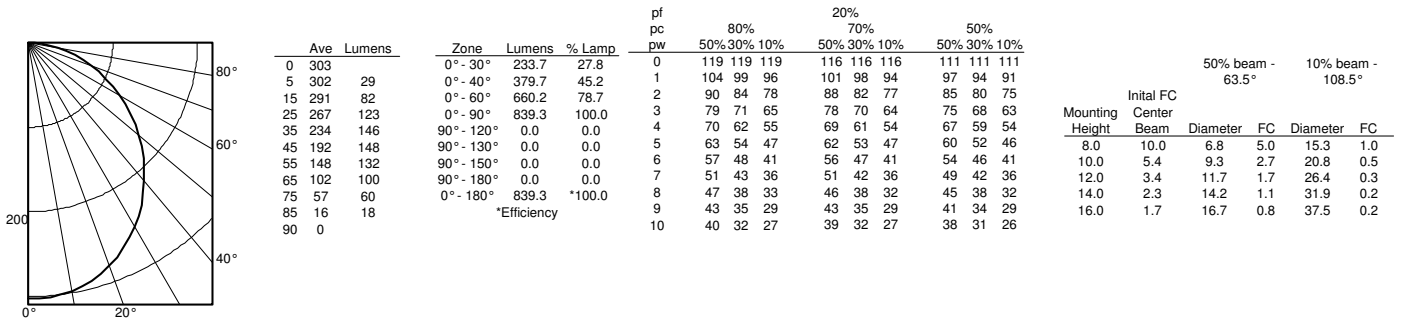 80°
60°
200
40°
0° 20°
Ave Lumens
0 303
5 302 29
15 291 82
25 267 123
35 234 146
45 192 148
55 148 132
65 102 100
75 57 60
85 16 18
90 0
Zone Lumens % Lamp
0°- 30° 233.7 27.8
0°- 40° 379.7 45.2
0°- 60° 660.2 78.7
0°- 90° 839.3 100.0
90°- 120° 0.0 0.0
90°- 130° 0.0 0.0
90°- 150° 0.0 0.0
90°- 180° 0.0 0.0
0°- 180° 839.3 *100.0
*Efficiency
pf 20%
pc 80% 70% 50%
pw 50% 30% 10% 50% 30% 10% 50% 30% 10%
0 119 119 119 116 116 116 111 111 111
1 104 99 96 101 98 94 97 94 91
2 90 84 78 88 82 77 85 80 75
3 79 71 65 78 70 64 75 68 63
4 70 62 55 69 61 54 67 59 54
5 63 54 47 62 53 47 60 52 46
6 57 48 41 56 47 41 54 46 41
7 51 43 36 51 42 36 49 42 36
8 47 38 33 46 38 32 45 38 32
9 43 35 29 43 35 29 41 34 29
10 40 32 27 39 32 27 38 31 26
50% beam - 10% beam -
63.5° 108.5°
Inital FC
Mounting Center
Height Beam Diameter FC Diameter FC
8.0 10.0 6.8 5.0 15.3 1.0
10.0 5.4 9.3 2.7 20.8 0.5
12.0 3.4 11.7 1.7 26.4 0.3
14.0 2.3 14.2 1.1 31.9 0.2
16.0 1.7 16.7 0.8 37.5 0.2